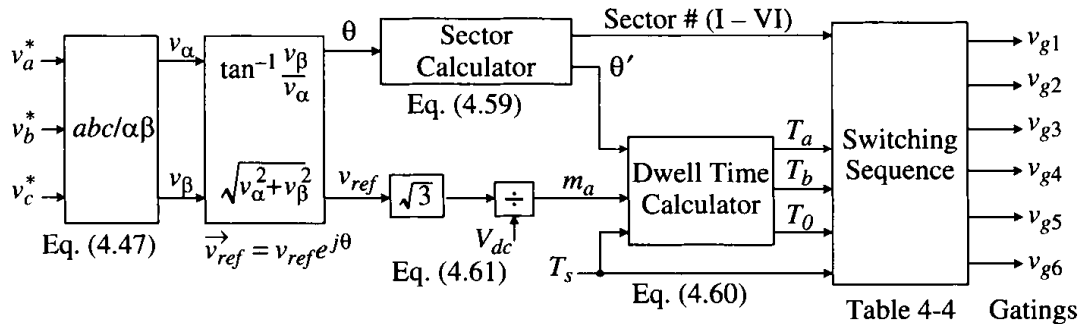 v_a^*
v_b^*
v_c^*
abc/αβ
Eq. (4.47)
v_α
v_β
tan⁻¹ v_β/v_α
√(v_α² + v_β²)
v_ref→ = v_ref e^{jθ}
θ
v_ref
Sector
Calculator
Eq. (4.59)
Sector # (I – VI)
θ′
√3
÷
V_dc
Eq. (4.61)
m_a
T_s
Dwell Time
Calculator
Eq. (4.60)
T_a
T_b
T_0
Switching
Sequence
Table 4-4
v_g1
v_g2
v_g3
v_g4
v_g5
v_g6
Gatings